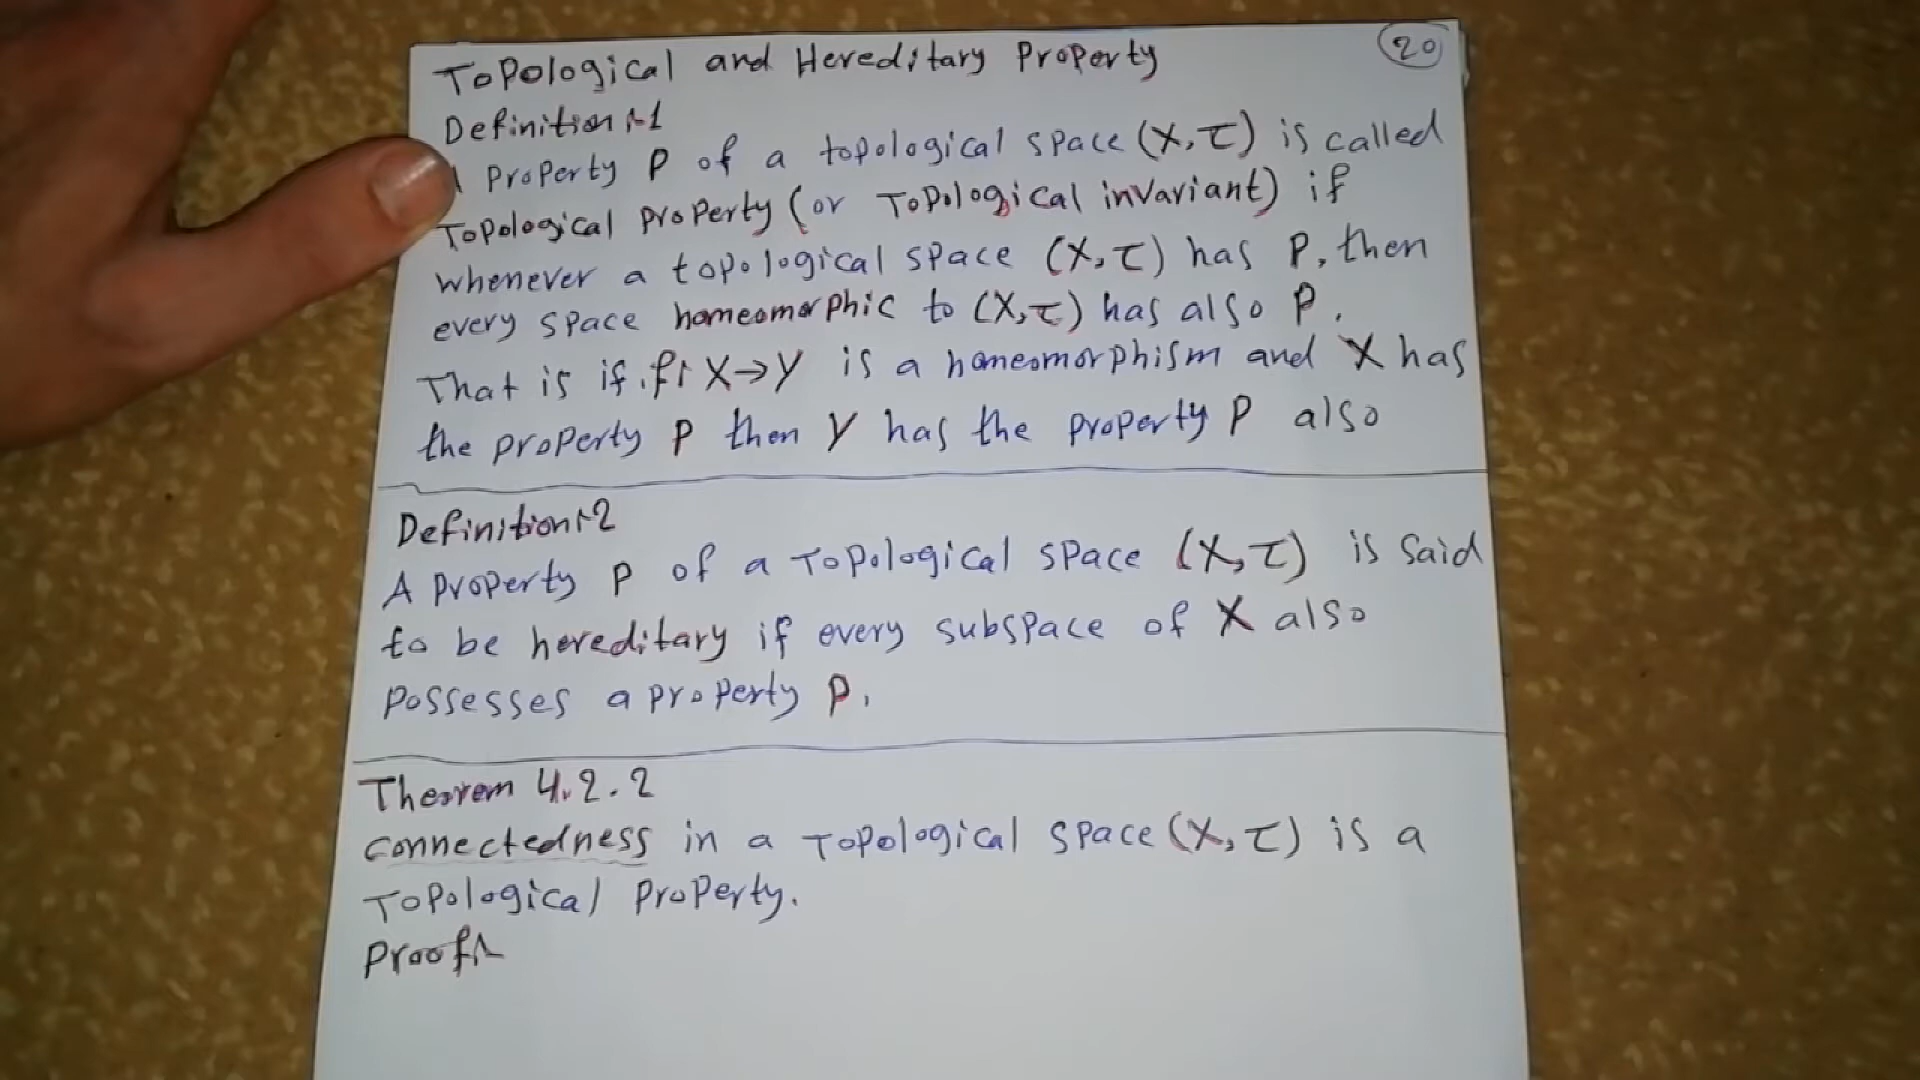 Topological and Hereditary Property
20
Definition:-1
A property P of a topological space (X,τ) is called
Topological property (or Topological invariant) if
whenever a topological space (X,τ) has P, then
every space homeomorphic to (X,τ) has also P.
That is if f: X→Y is a homeomorphism and X has
the property P then Y has the property P also
Definition:-2
A property P of a Topological space (X,τ) is said
to be hereditary if every subspace of X also
possesses a property P.
Theorem 4.2.2
connectedness in a Topological space (X,τ) is a
Topological Property.
Proof:-